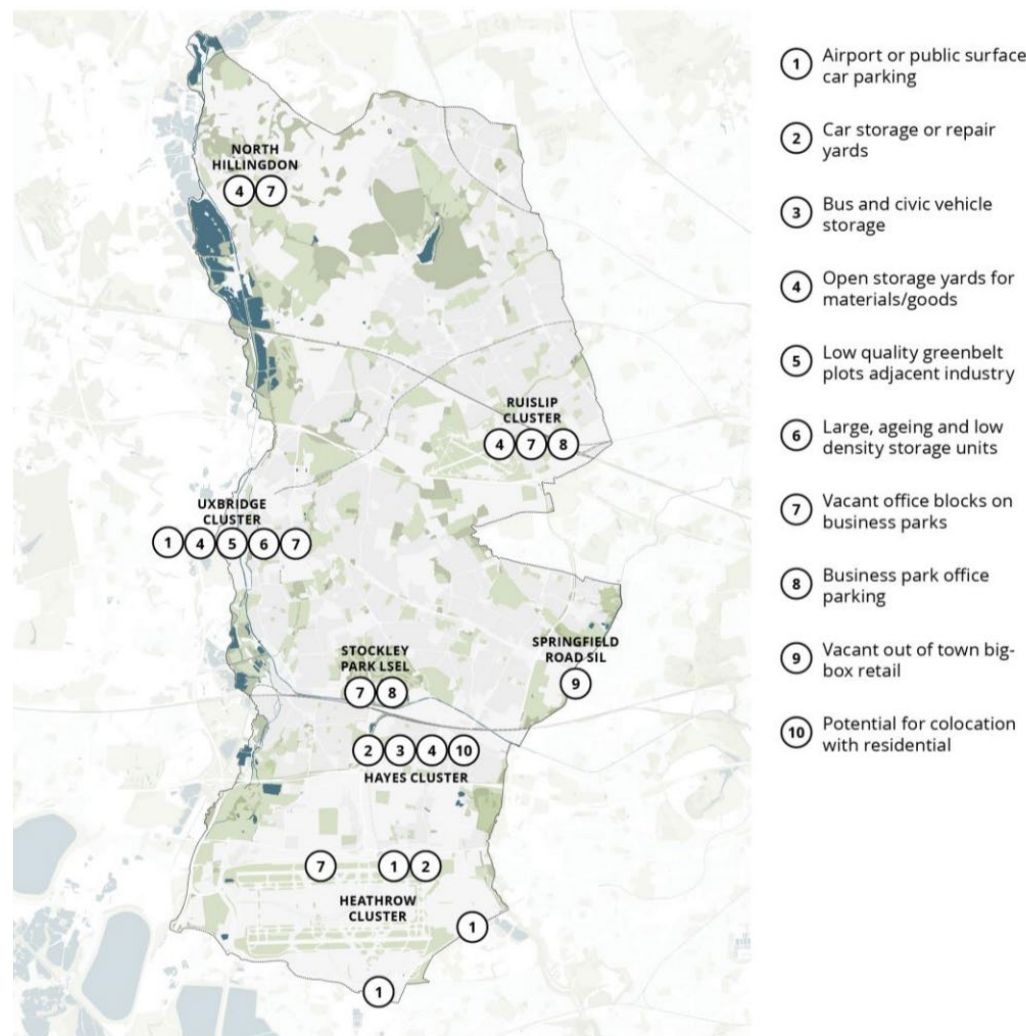 NORTH
HILLINGDON
4 7
RUISLIP
CLUSTER
4 7 8
UXBRIDGE
CLUSTER
1 4 5 6 7
STOCKLEY
PARK LSEL
7 8
SPRINGFIELD
ROAD SIL
9
2 3 4 10
HAYES CLUSTER
7 1 2
HEATHROW
CLUSTER
1
1
1 Airport or public surface
car parking
2 Car storage or repair
yards
3 Bus and civic vehicle
storage
4 Open storage yards for
materials/goods
5 Low quality greenbelt
plots adjacent industry
6 Large, ageing and low
density storage units
7 Vacant office blocks on
business parks
8 Business park office
parking
9 Vacant out of town big-
box retail
10 Potential for colocation
with residential